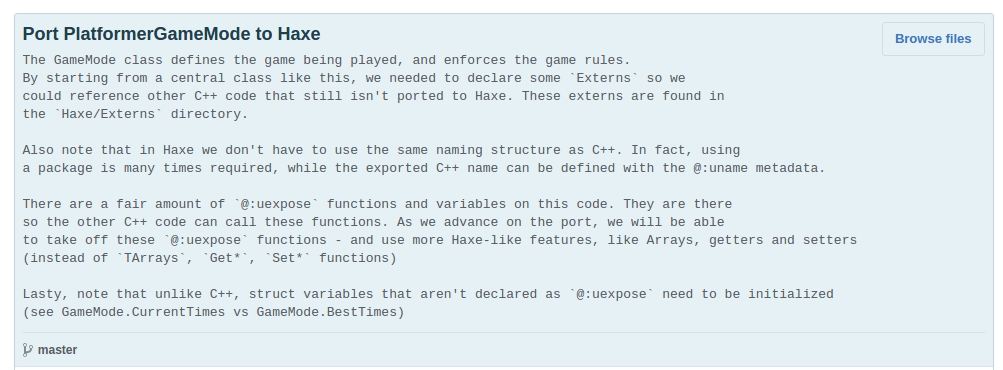 Port PlatformerGameMode to Haxe
Browse files
The GameMode class defines the game being played, and enforces the game rules.
By starting from a central class like this, we needed to declare some `Externs` so we
could reference other C++ code that still isn't ported to Haxe. These externs are found in
the `Haxe/Externs` directory.
Also note that in Haxe we don't have to use the same naming structure as C++. In fact, using
a package is many times required, while the exported C++ name can be defined with the @:uname metadata.
There are a fair amount of `@:uexpose` functions and variables on this code. They are there
so the other C++ code can call these functions. As we advance on the port, we will be able
to take off these `@:uexpose` functions - and use more Haxe-like features, like Arrays, getters and setters
(instead of `TArrays`, `Get*`, `Set*` functions)
Lasty, note that unlike C++, struct variables that aren't declared as `@:uexpose` need to be initialized
(see GameMode.CurrentTimes vs GameMode.BestTimes)
master